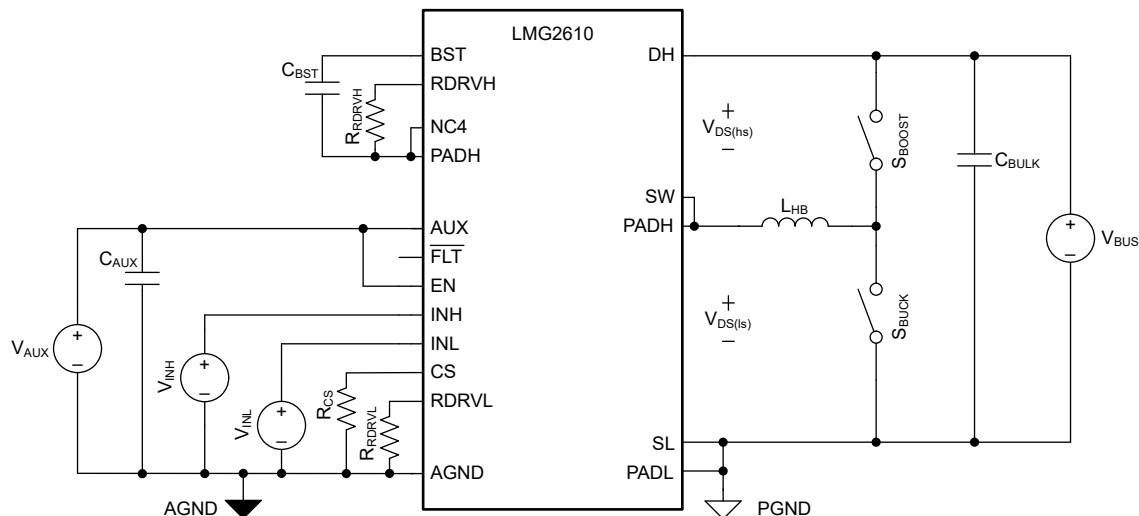 LMG2610
BST
DH
C_BST
RDRVH
R_RDRVH
NC4
PADH
V_DS(hs)
+
−
S_BOOST
C_BULK
SW
L_HB
PADH
AUX
C_AUX
FLT
EN
INH
INL
CS
RDRVL
+
−
V_AUX
+
−
V_INH
+
−
V_INL
R_CS
R_RDRVL
V_DS(ls)
+
−
S_BUCK
+
−
V_BUS
SL
AGND
PADL
AGND
PGND